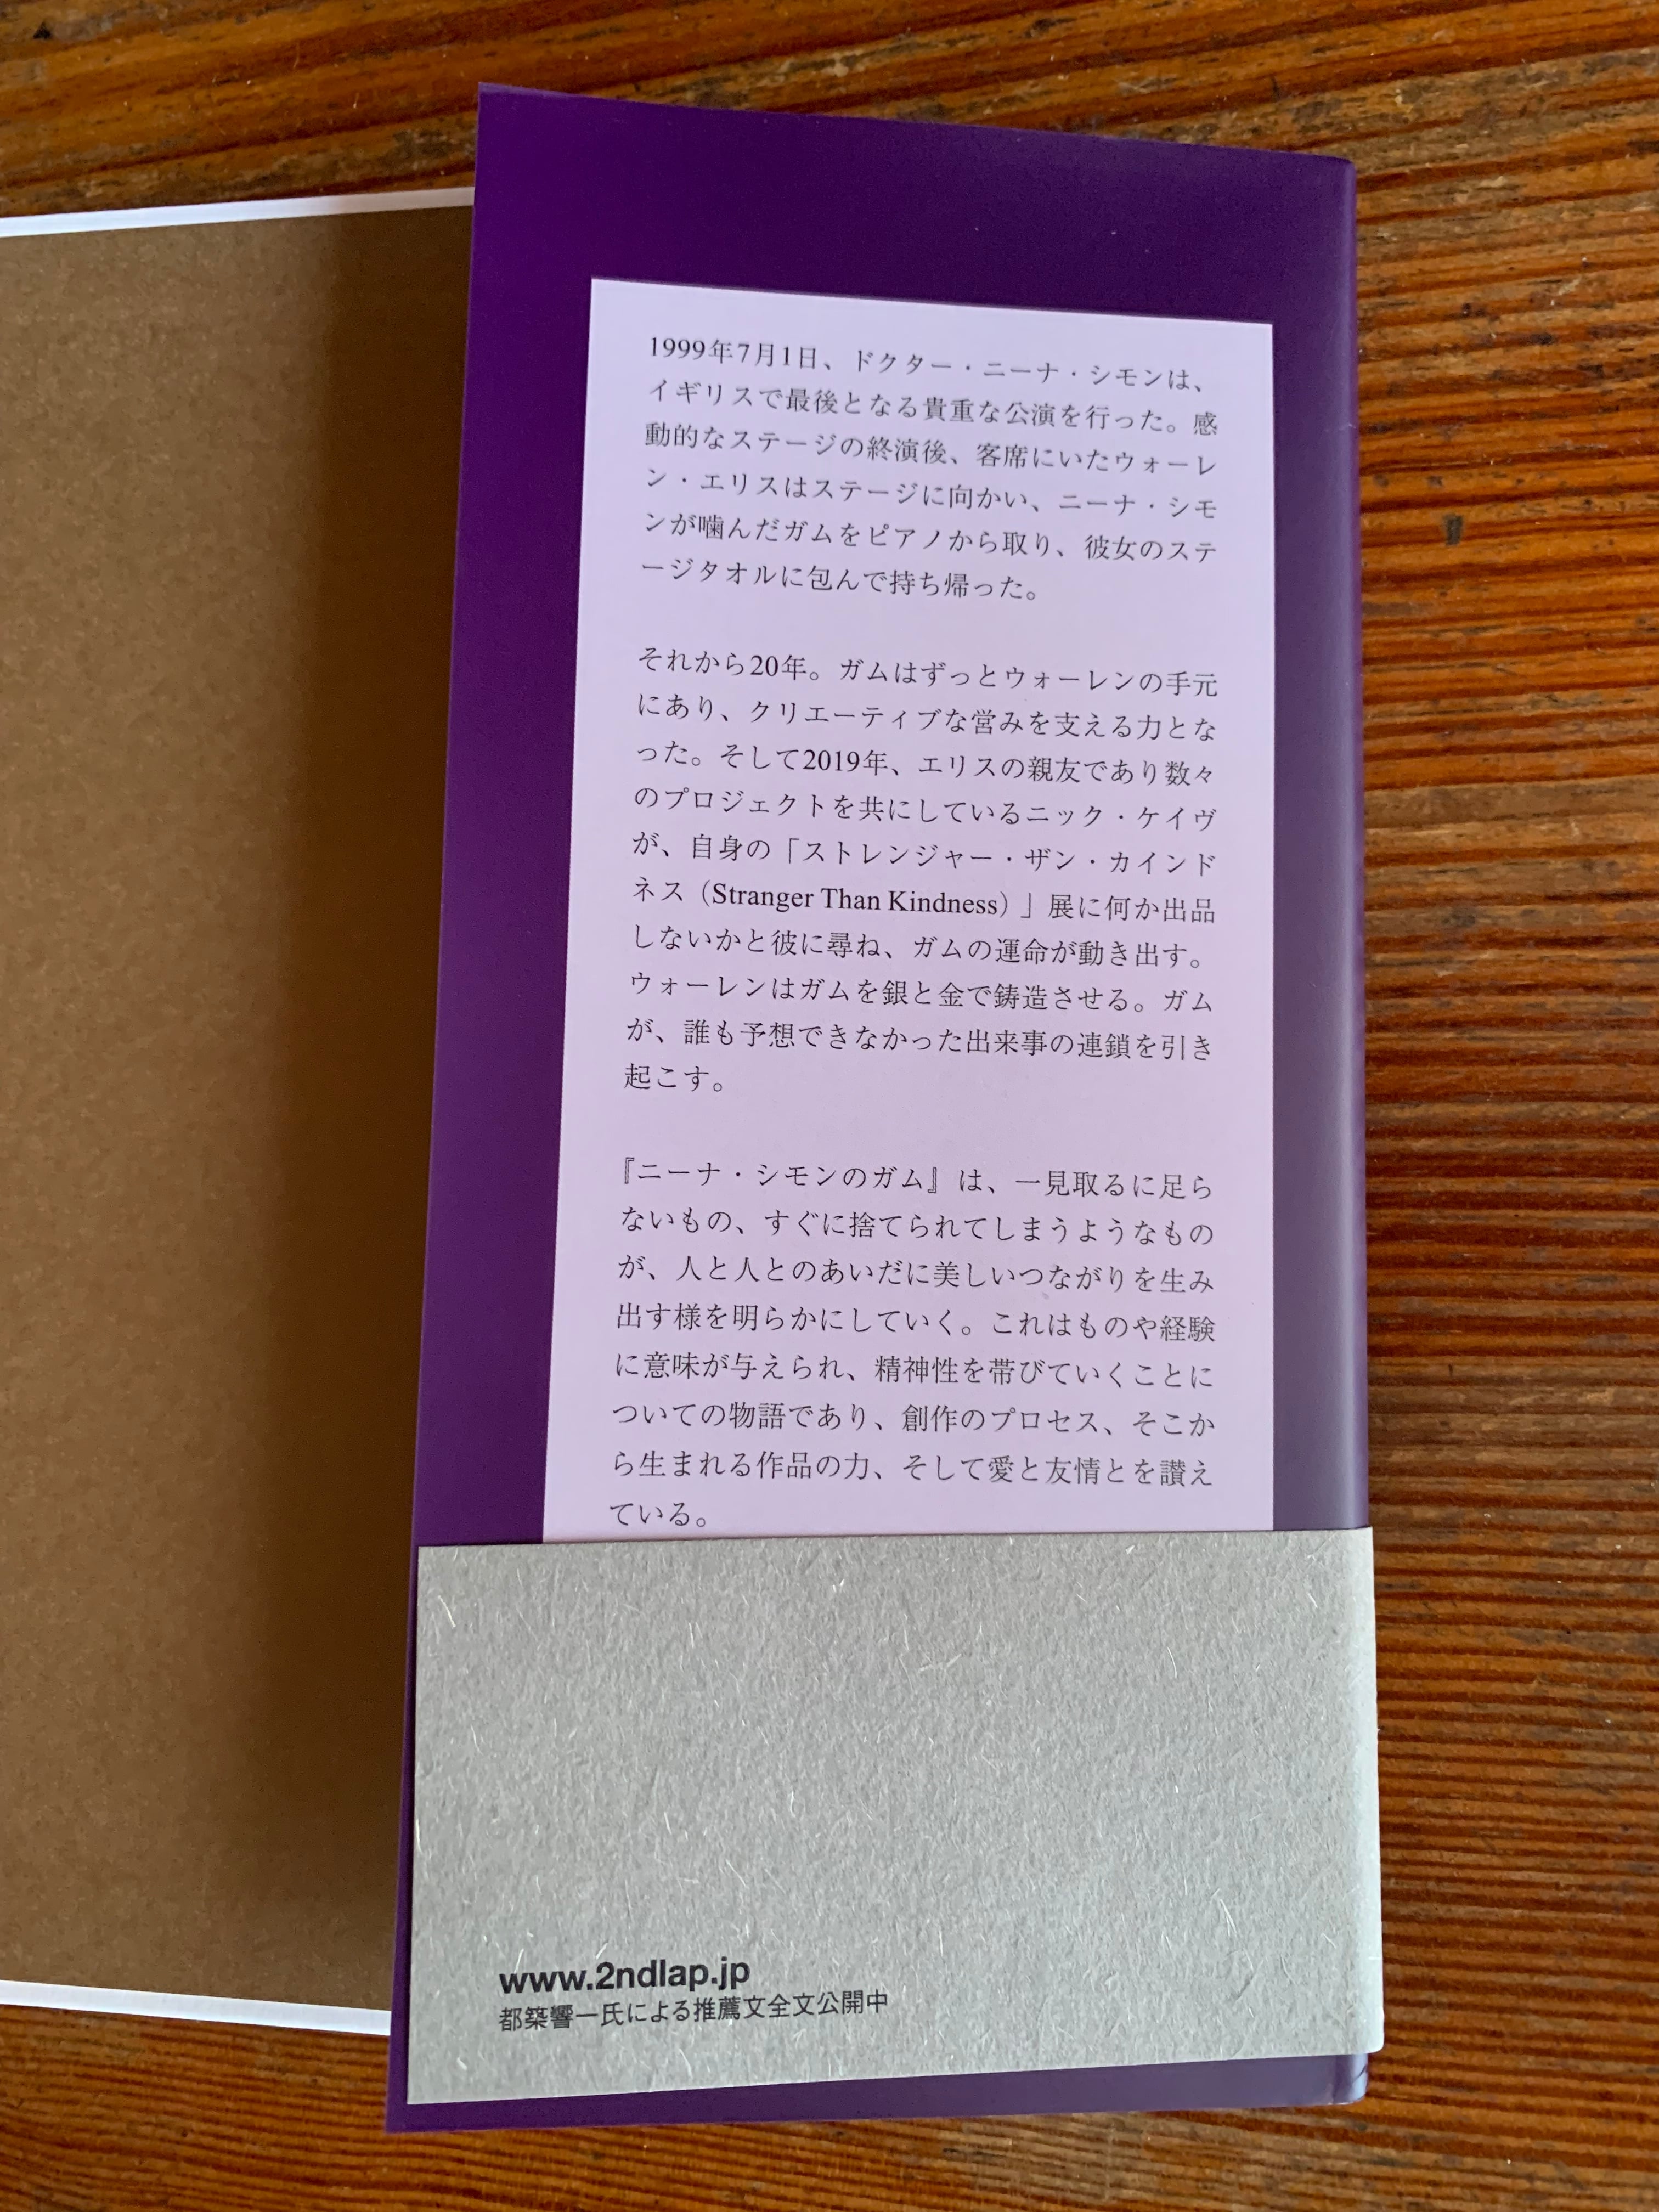 1999年7月1日、ドクター・ニーナ・シモンは、
イギリスで最後となる貴重な公演を行った。感
動的なステージの終演後、客席にいたウォーレ
ン・エリスはステージに向かい、ニーナ・シモ
ンが噛んだガムをピアノから取り、彼女のステ
ージタオルに包んで持ち帰った。
それから20年。ガムはずっとウォーレンの手元
にあり、クリエーティブな営みを支える力とな
った。そして2019年、エリスの親友であり数々
のプロジェクトを共にしているニック・ケイヴ
が、自身の「ストレンジャー・ザン・カインド
ネス（Stranger Than Kindness）」展に何か出品
しないかと彼に尋ね、ガムの運命が動き出す。
ウォーレンはガムを銀と金で鋳造させる。ガム
が、誰も予想できなかった出来事の連鎖を引き
起こす。
『ニーナ・シモンのガム』は、一見取るに足ら
ないもの、すぐに捨てられてしまうようなもの
が、人と人とのあいだに美しいつながりを生み
出す様を明らかにしていく。これはものや経験
に意味が与えられ、精神性を帯びていくことに
ついての物語であり、創作のプロセス、そこか
ら生まれる作品の力、そして愛と友情とを讃え
ている。
www.2ndlap.jp
都築響一氏による推薦文全文公開中